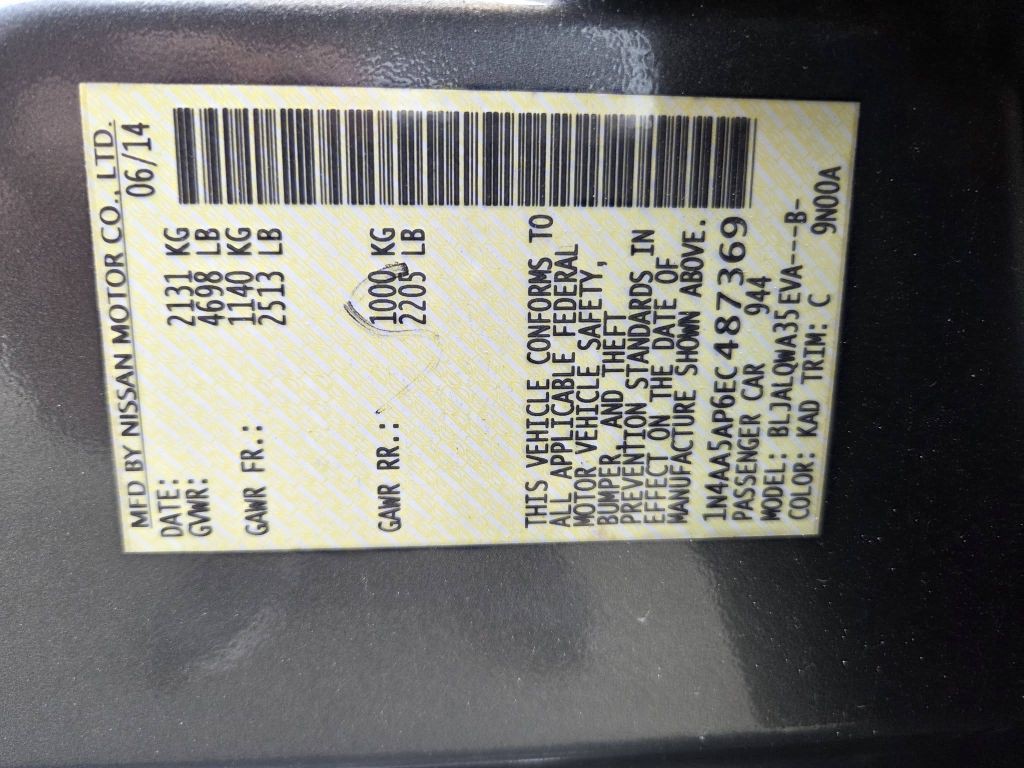 MFD BY NISSAN MOTOR CO., LTD.
DATE: 06/14
GVWR: 2131 KG
4698 LB
GAWR FR.: 1140 KG
2513 LB
GAWR RR.: 1000 KG
2205 LB
THIS VEHICLE CONFORMS TO
ALL APPLICABLE FEDERAL
MOTOR VEHICLE SAFETY,
BUMPER, AND THEFT
PREVENTION STANDARDS IN
EFFECT ON THE DATE OF
MANUFACTURE SHOWN ABOVE.
1N4AA5AP6EC487369
PASSENGER CAR 944
MODEL: BLJALQWA35EVA---B-
COLOR: KAD TRIM: C 9N00A